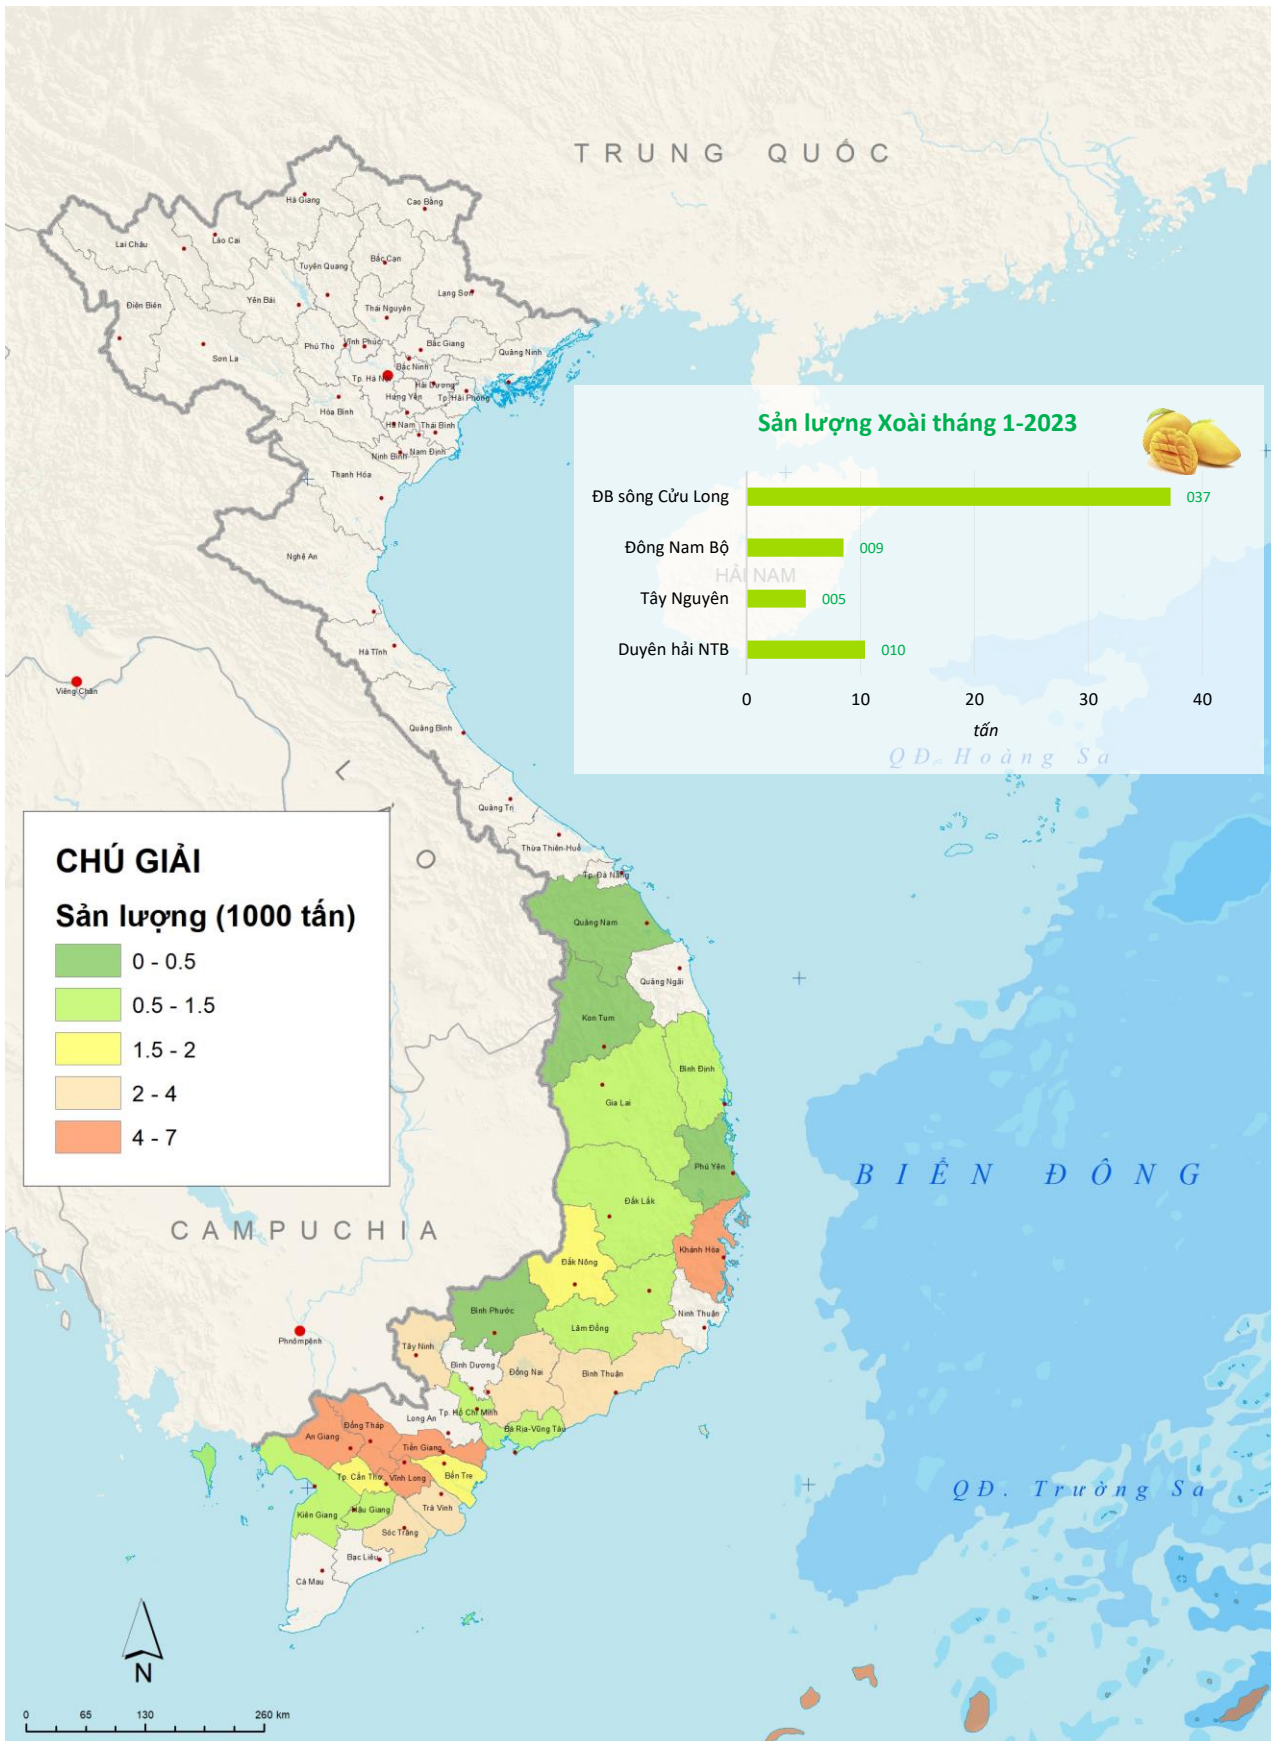 TRUNG QUỐC
Hà Giang
Cao Bằng
Lai Châu
Lào Cai
Tuyên Quang
Bắc Cạn
Điện Biên
Yên Bái
Lạng Sơn
Thái Nguyên
Phú Thọ
Vĩnh Phúc
Bắc Giang
Sơn La
Quảng Ninh
Bắc Ninh
Tp. Hà Nội
Hải Dương
Hưng Yên
Tp. Hải Phòng
Hòa Bình
Hà Nam
Thái Bình
Ninh Bình
Nam Định
Thanh Hóa
Nghệ An
Hà Tĩnh
Viêng Chăn
Quảng Bình
Quảng Trị
Thừa Thiên-Huế
Tp.Đà Nẵng
Sản lượng Xoài tháng 1-2023
ĐB sông Cửu Long
037
Đông Nam Bộ
009
HẢI NAM
Tây Nguyên
005
Duyên hải NTB
010
0 10 20 30 40
tấn
QĐ. Hoàng Sa
CHÚ GIẢI
Sản lượng (1000 tấn)
0 - 0.5
0.5 - 1.5
1.5 - 2
2 - 4
4 - 7
O
Quảng Nam
Quảng Ngãi
Kon Tum
Bình Định
Gia Lai
Phú Yên
BIỂN ĐÔNG
Đắk Lắk
CAMPUCHIA
Khánh Hòa
Đắk Nông
Bình Phước
Ninh Thuận
Lâm Đồng
Phnômpênh
Tây Ninh
Bình Dương
Đồng Nai
Bình Thuận
Tp. Hồ Chí Minh
Long An
Đồng Tháp
Bà Rịa-Vũng Tàu
An Giang
Tiền Giang
Tp. Cần Thơ
Vĩnh Long
Bến Tre
QĐ. Trường Sa
Kiên Giang
Hậu Giang
Trà Vinh
Sóc Trăng
Bạc Liêu
Cà Mau
N
0 65 130 260 km